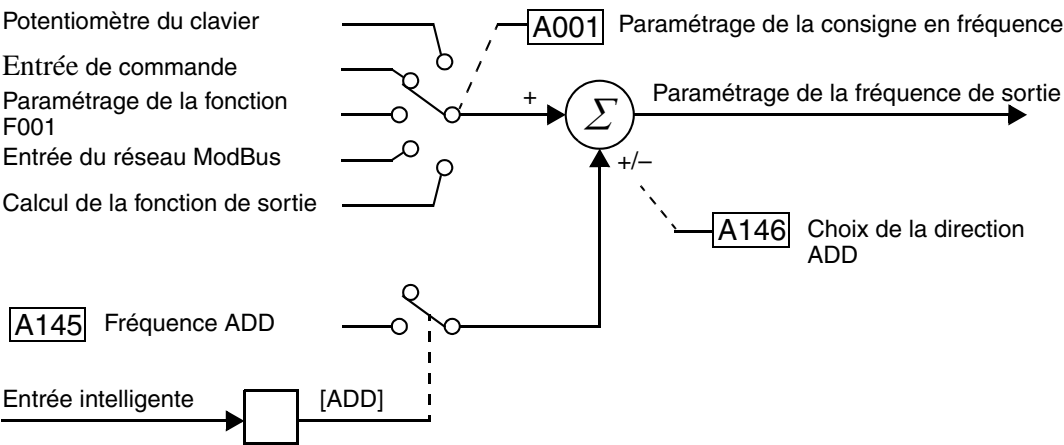 Potentiomètre du clavier
A001 Paramétrage de la consigne en fréquence
Entrée de commande
Paramétrage de la fonction
F001
+
Σ
Paramétrage de la fréquence de sortie
Entrée du réseau ModBus
+/–
Calcul de la fonction de sortie
A146 Choix de la direction
ADD
A145 Fréquence ADD
Entrée intelligente
[ADD]